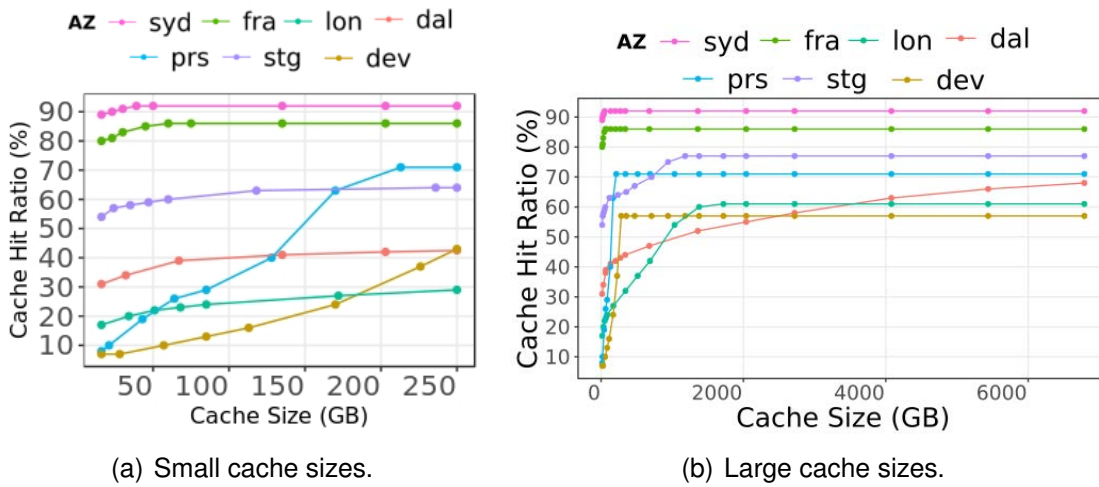 AZ syd fra lon dal
prs stg dev
Cache Hit Ratio (%)
90
80
70
60
50
40
30
20
10
50 100 150 200 250
Cache Size (GB)
(a) Small cache sizes.
AZ syd fra lon dal
prs stg dev
Cache Hit Ratio (%)
90
80
70
60
50
40
30
20
10
0 2000 4000 6000
Cache Size (GB)
(b) Large cache sizes.